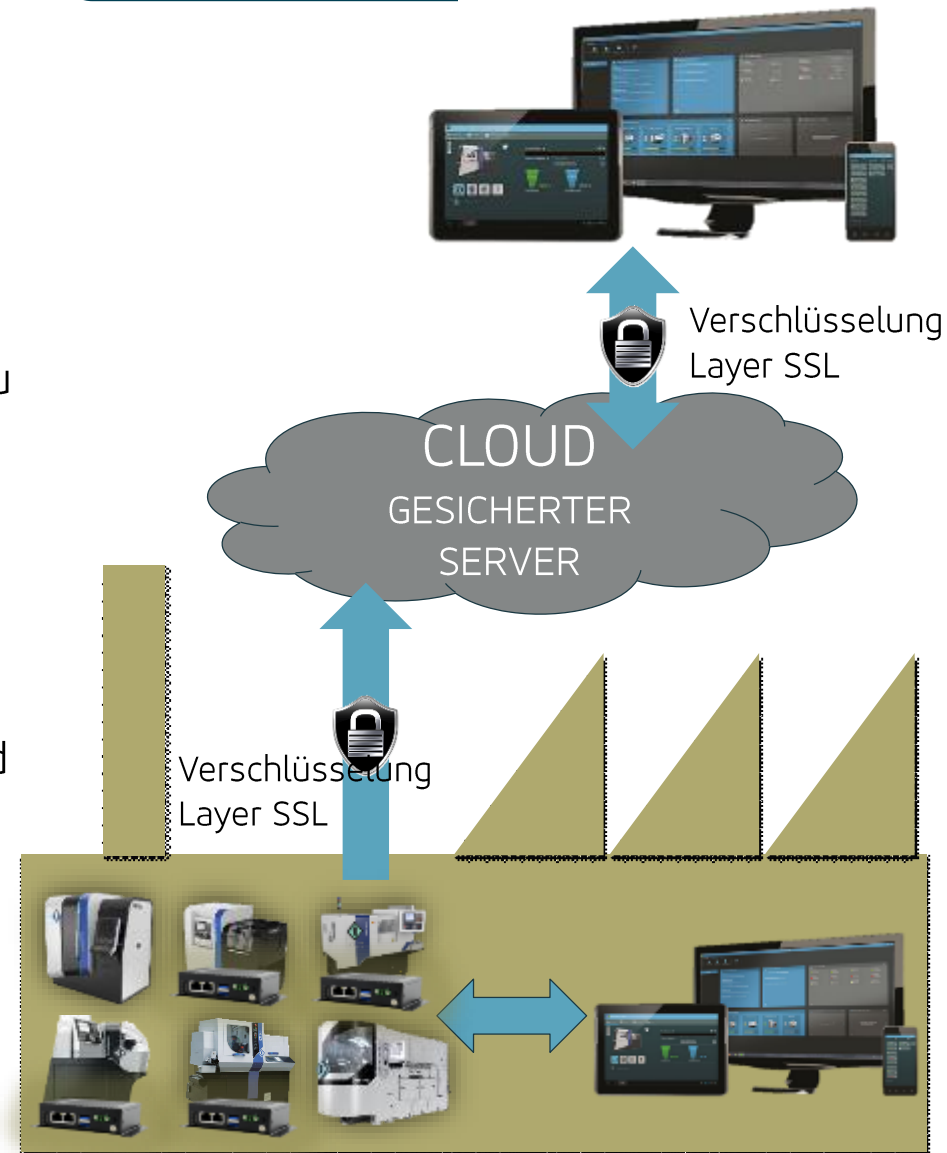 Verschlüsselung
Layer SSL
u
CLOUD
GESICHERTER
SERVER
d
Verschlüsselung
Layer SSL